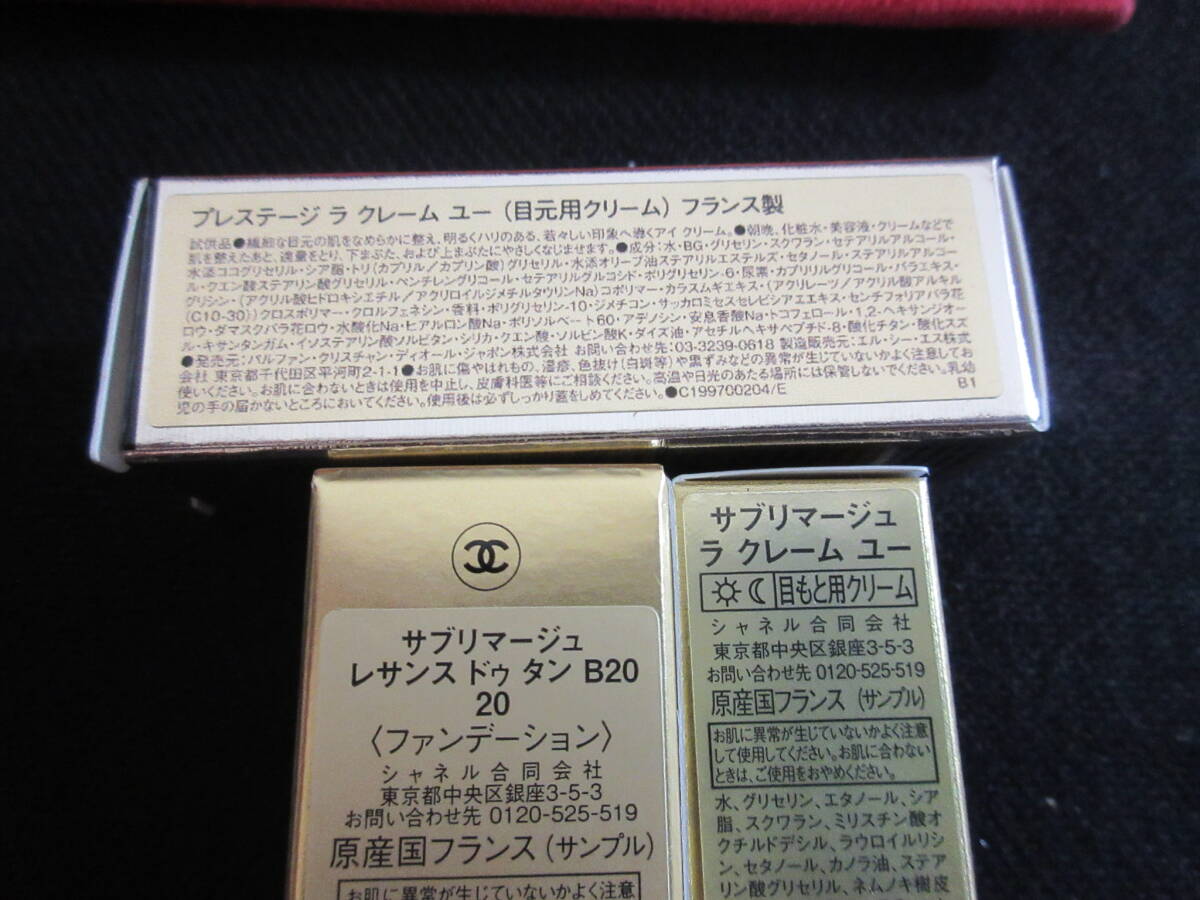 プレステージ ラ クレーム ユー (目元用クリーム) フランス製
試供品●繊細な目元の肌をなめらかに整え、明るくハリのある、若々しい印象へ導くアイ クリーム。●朝晩、化粧水・美容液・クリームなどで
肌を整えたあと、適量をとり、下まぶた、および上まぶたにやさしくなじませます。●成分:水・BG・グリセリン・スクワラン・セテアリルアルコール・
水添ココグリセリル・シア脂・トリ(カプリル/カプリン酸)グリセリル・水添オリーブ油ステアリルエステルズ・セタノール・ステアリルアルコー
ル・クエン酸ステアリン酸グリセリル・ペンチレングリコール・セテアリルグルコシド・ポリグリセリン-6・尿素・カプリリルグリコール・バラエキス・
グリシン・(アクリル酸ヒドロキシエチル/アクリロイルジメチルタウリンNa)コポリマー・カラスムギエキス・(アクリレーツ/アクリル酸アルキル
(C10-30))クロスポリマー・クロルフェネシン・香料・ポリグリセリン-10・ジメチコン・サッカロミセスセレビシアエエキス・センチフォリアバラ花
ロウ・ダマスクバラ花ロウ・水酸化Na・ヒアルロン酸Na・ポリソルベート60・アデノシン・安息香酸Na・トコフェロール・1,2-ヘキサンジオー
ル・キサンタンガム・イソステアリン酸ソルビタン・シリカ・クエン酸・ソルビン酸K・ダイズ油・アセチルヘキサペプチド-8・酸化チタン・酸化スズ
●発売元:パルファン・クリスチャン・ディオール・ジャポン株式会社 お問い合わせ先:03-3239-0618 製造販売元:エル・シー・エス株式
会社 東京都千代田区平河町2-1-1●お肌に傷やはれもの、湿疹、色抜け(白斑等)や黒ずみなどの異常が生じていないかよく注意してお
使いください。お肌に合わないときは使用を中止し、皮膚科医等にご相談ください。高温や日光のあたる場所には保管しないでください。乳幼
児の手の届かないところにおいてください。使用後は必ずしっかり蓋をしめてください。●C199700204/E B1
サブリマージュ
レサンス ドゥ タン B20
20
〈ファンデーション〉
シャネル合同会社
東京都中央区銀座3-5-3
お問い合わせ先 0120-525-519
原産国フランス (サンプル)
お肌に異常が生じていないかよく注意
サブリマージュ
ラ クレーム ユー
目もと用クリーム
シャネル合同会社
東京都中央区銀座3-5-3
お問い合わせ先 0120-525-519
原産国フランス (サンプル)
お肌に異常が生じていないかよく注意
して使用してください。お肌に合わない
ときは、ご使用をおやめください。
水、グリセリン、エタノール、シア
脂、スクワラン、ミリスチン酸オ
クチルドデシル、ラウロイルリシ
ン、セタノール、カノラ油、ステア
リン酸グリセリル、ネムノキ樹皮